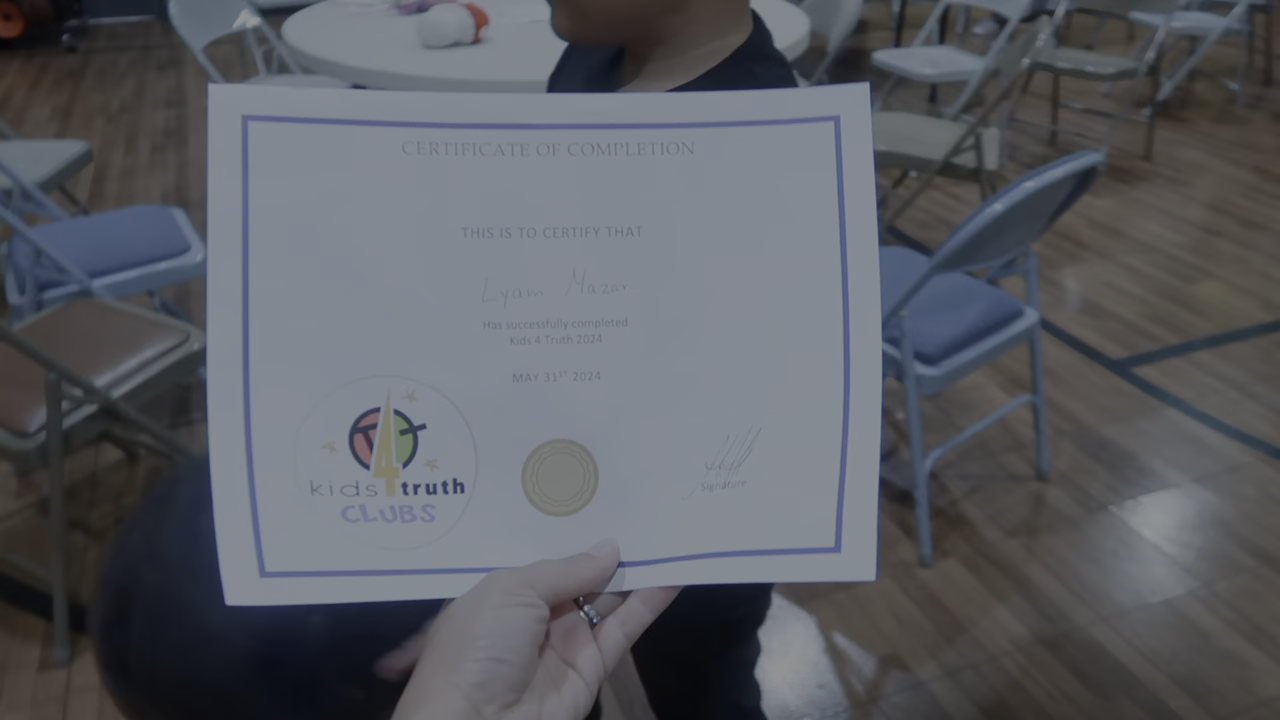 CERTIFICATE OF COMPLETION
THIS IS TO CERTIFY THAT
Lyam
Has successfully completed
Kids 4 Truth 2024
MAY 31ST 2024
kids 4 truth
CLUBS
Signature